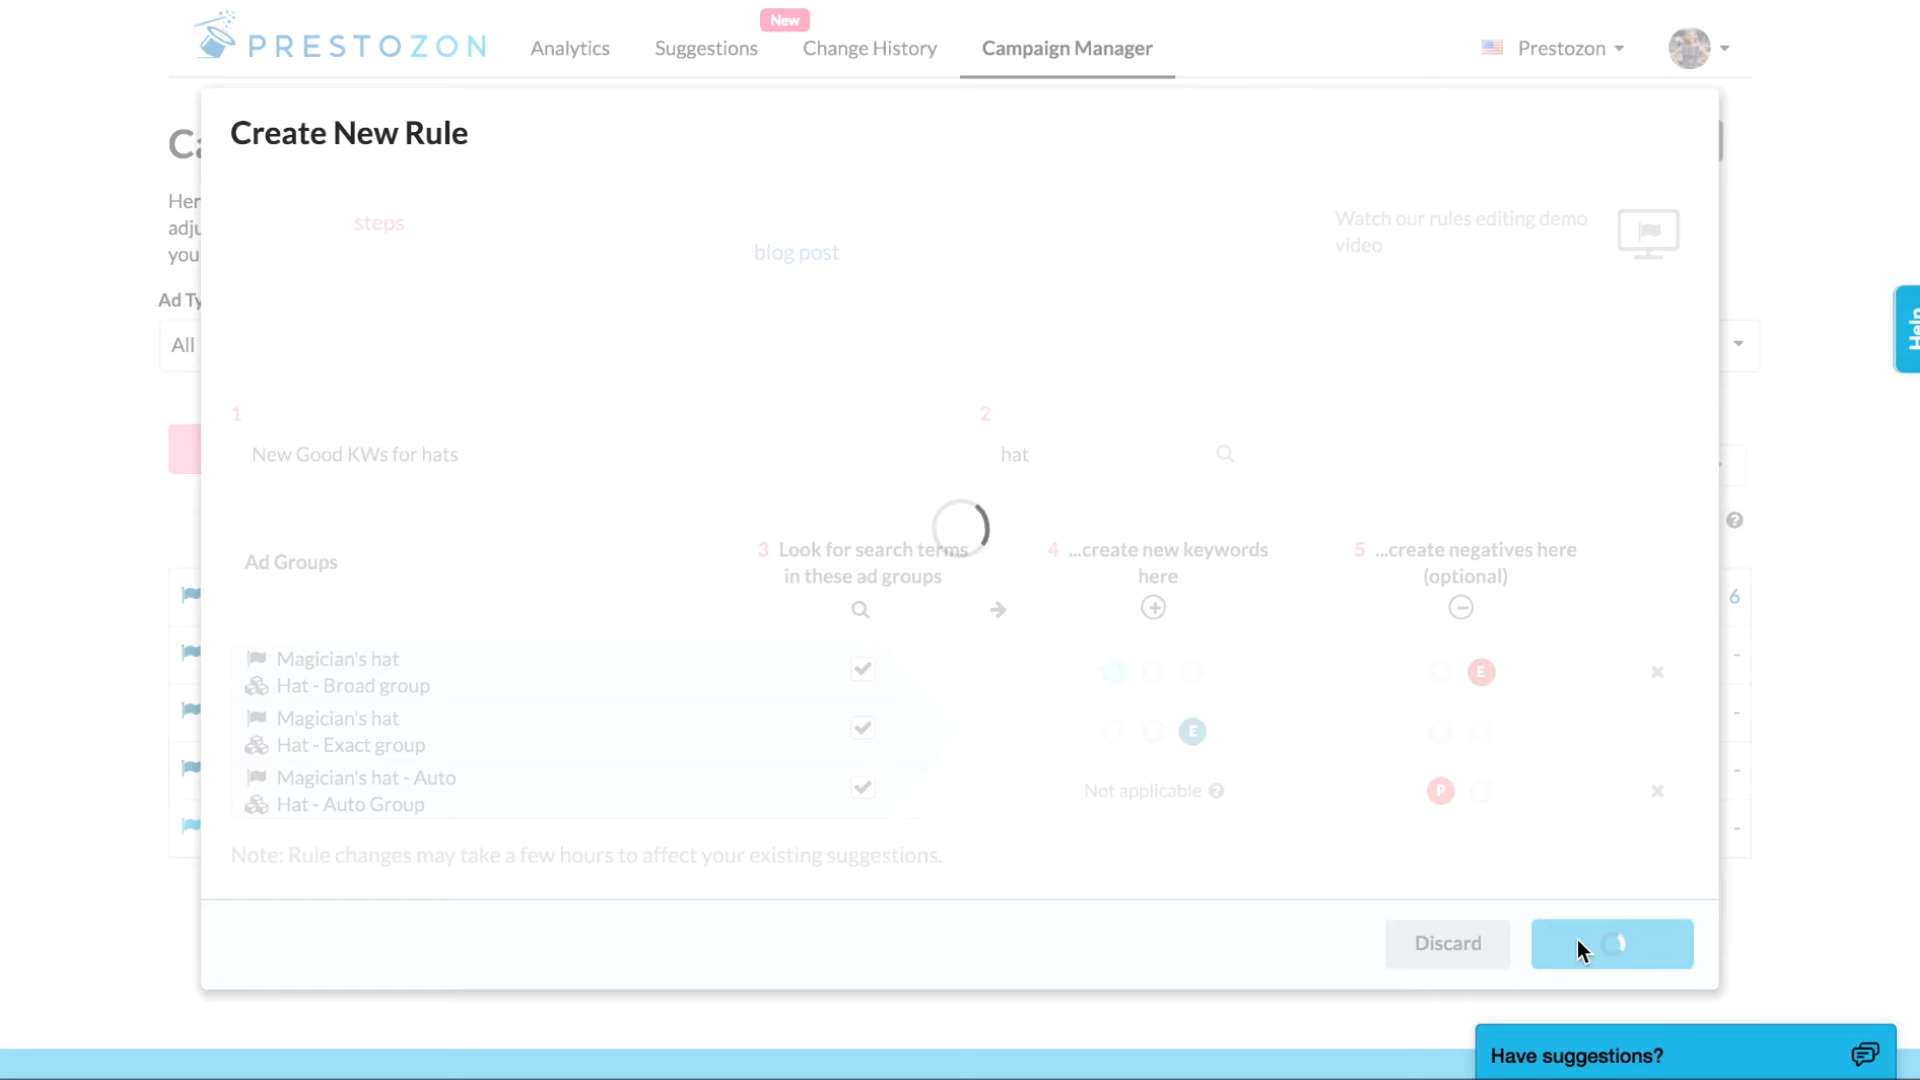 PRESTOZON
Analytics
Suggestions
New
Change History
Campaign Manager
Prestozon
Create New Rule
steps
blog post
Watch our rules editing demo
video
Ad Ty
All
1
New Good KWs for hats
2
hat
Ad Groups
3 Look for search terms
in these ad groups
4 ...create new keywords
here
5 ...create negatives here
(optional)
Magician's hat
Hat - Broad group
E
Magician's hat
Hat - Exact group
E
Magician's hat - Auto
Hat - Auto Group
Not applicable
P
6
Note: Rule changes may take a few hours to affect your existing suggestions.
Discard
Help
Have suggestions?